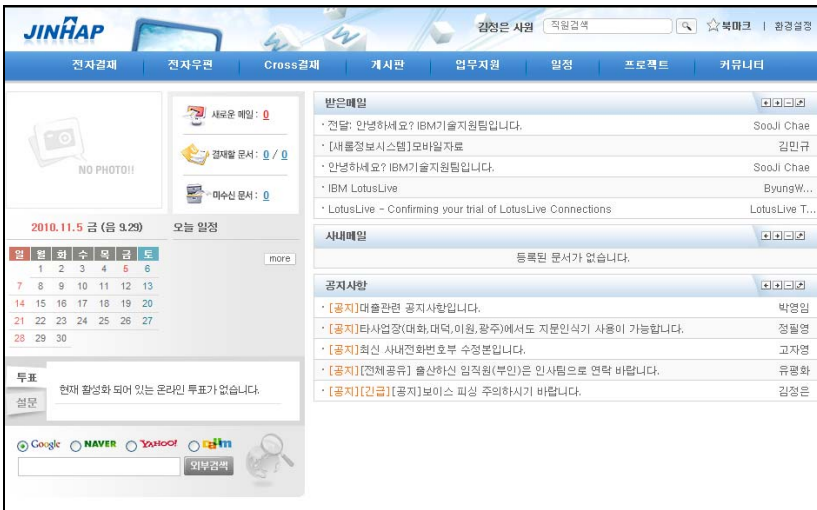 JINHAP
김정은 사원 직원검색 북마크 | 환경설정
전자결재 전자우편 Cross결재 게시판 업무지원 일정 프로젝트 커뮤니티
NO PHOTO!!
새로운 메일 : 0
결재할 문서 : 0 / 0
미수신 문서 : 0
2010.11.5 금 (음 9.29) 오늘 일정
more
일 월 화 수 목 금 토
1 2 3 4 5 6
7 8 9 10 11 12 13
14 15 16 17 18 19 20
21 22 23 24 25 26 27
28 29 30
투표
설문
현재 활성화 되어 있는 온라인 투표가 없습니다.
Google NAVER YAHOO! Daum
외부검색
받은메일
· 전달: 안녕하세요? IBM기술지원팀입니다. SooJi Chae
· [새롬정보시스템]모바일자료 김민규
· 안녕하세요? IBM기술지원팀입니다. SooJi Chae
· IBM LotusLive ByungW...
· LotusLive - Confirming your trial of LotusLive Connections LotusLive T...
사내메일
등록된 문서가 없습니다.
공지사항
· [공지]대출관련 공지사항입니다. 박영임
· [공지]타사업장(대화,대덕,이원,광주)에서도 지문인식기 사용이 가능합니다. 정필영
· [공지]최신 사내전화번호부 수정본입니다. 고자영
· [공지][전체공유] 출산하신 임직원(부인)은 인사팀으로 연락 바랍니다. 유평화
· [공지][긴급][공지]보이스 피싱 주의하시기 바랍니다. 김정은